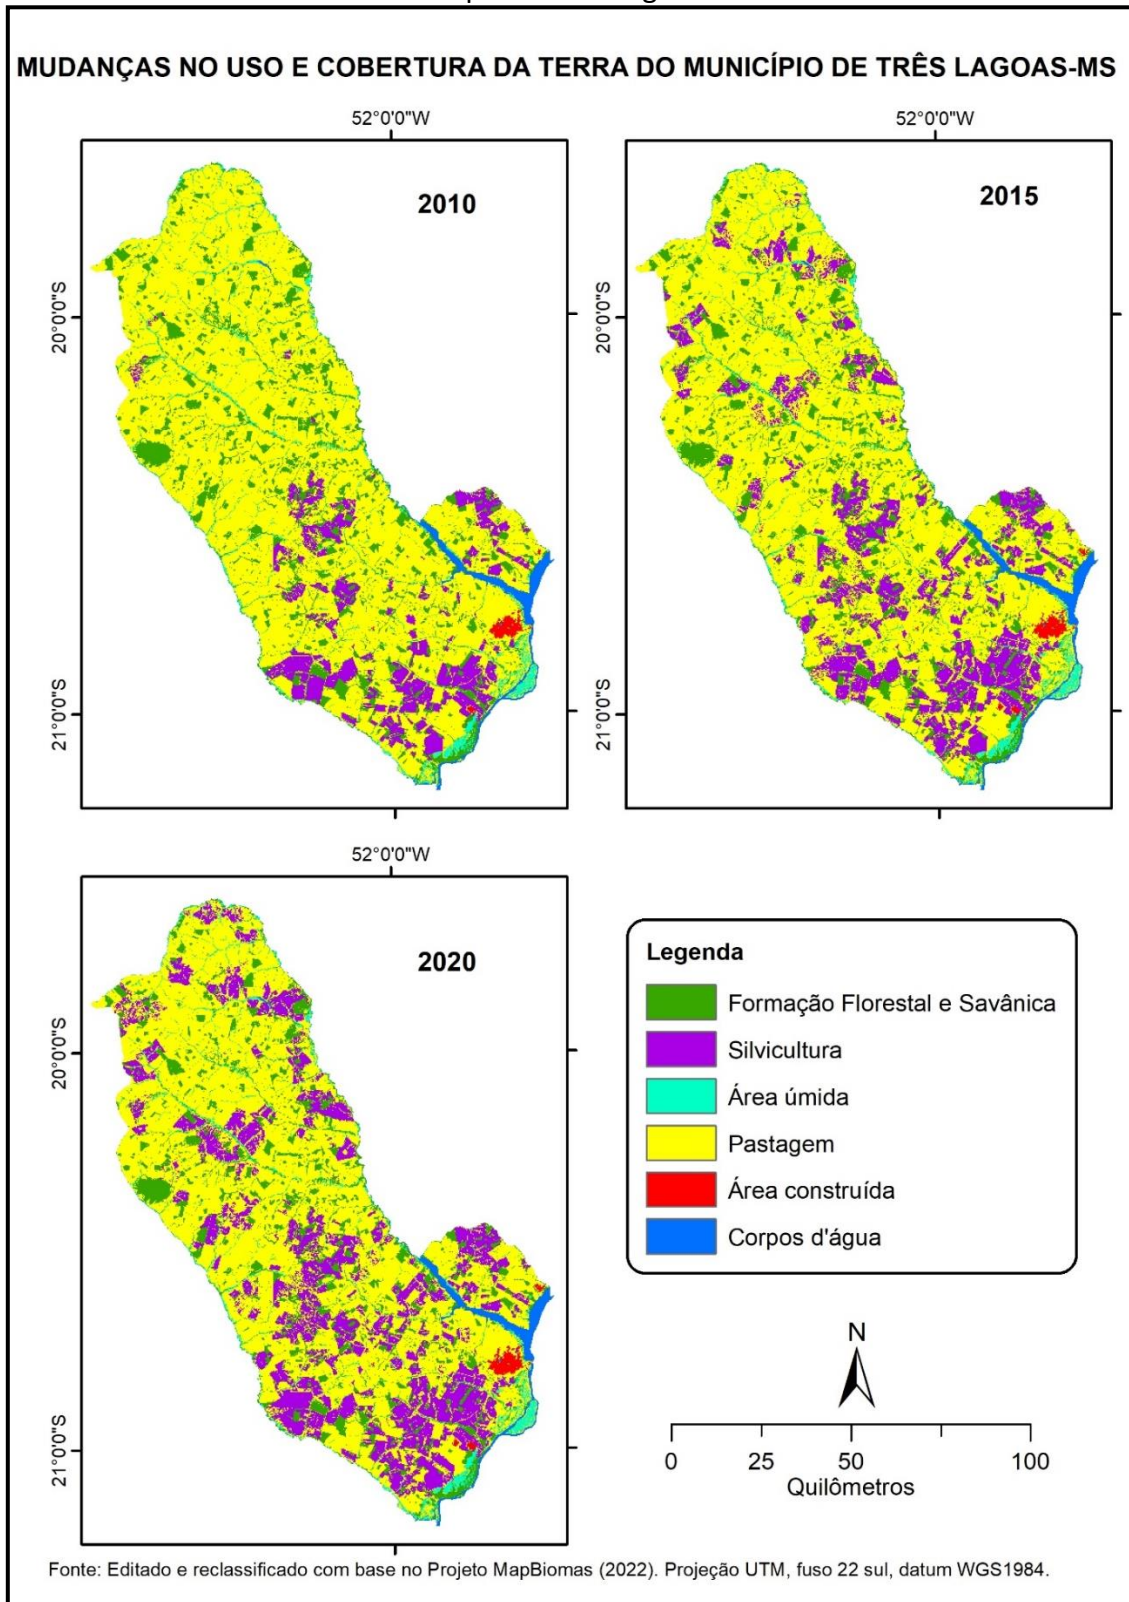 MUDANÇAS NO USO E COBERTURA DA TERRA DO MUNICÍPIO DE TRÊS LAGOAS-MS
52°0'0"W
52°0'0"W
2010
2015
20°0'0"S
20°0'0"S
21°0'0"S
21°0'0"S
52°0'0"W
2020
20°0'0"S
21°0'0"S
Legenda
Formação Florestal e Savânica
Silvicultura
Área úmida
Pastagem
Área construída
Corpos d'água
N
0 25 50 100
Quilômetros
Fonte: Editado e reclassificado com base no Projeto MapBiomas (2022). Projeção UTM, fuso 22 sul, datum WGS1984.